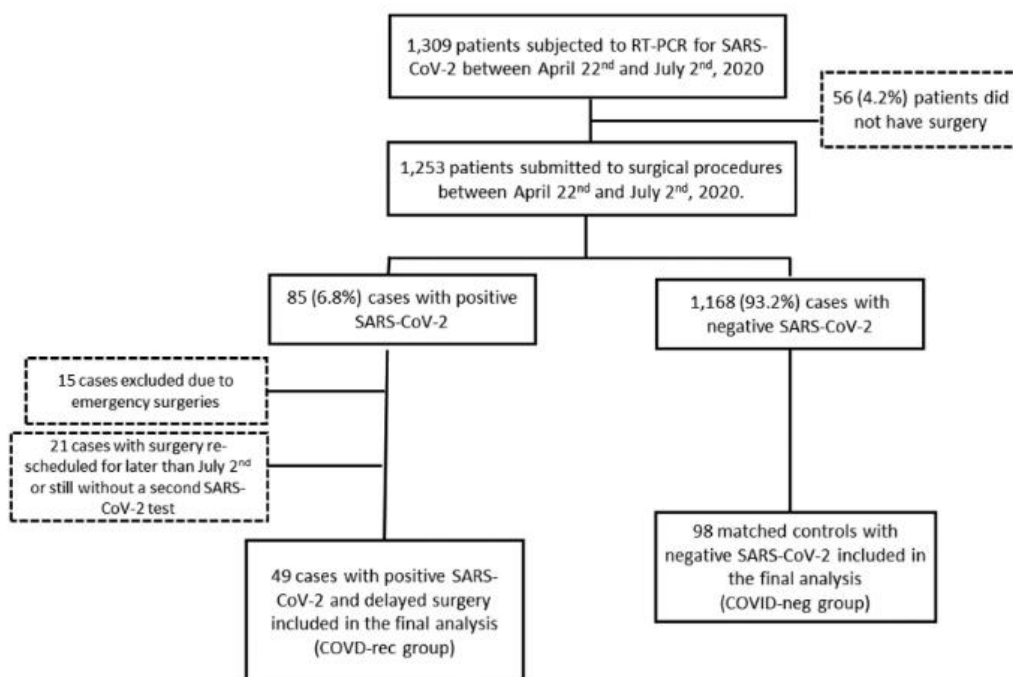 1,309 patients subjected to RT-PCR for SARS-
CoV-2 between April 22nd and July 2nd, 2020
56 (4.2%) patients did
not have surgery
1,253 patients submitted to surgical procedures
between April 22nd and July 2nd, 2020.
85 (6.8%) cases with positive
SARS-CoV-2
1,168 (93.2%) cases with
negative SARS-CoV-2
15 cases excluded due to
emergency surgeries
21 cases with surgery re-
scheduled for later than July 2nd
or still without a second SARS-
CoV-2 test
49 cases with positive SARS-
CoV-2 and delayed surgery
included in the final analysis
(COVD-rec group)
98 matched controls with
negative SARS-CoV-2 included in
the final analysis
(COVID-neg group)